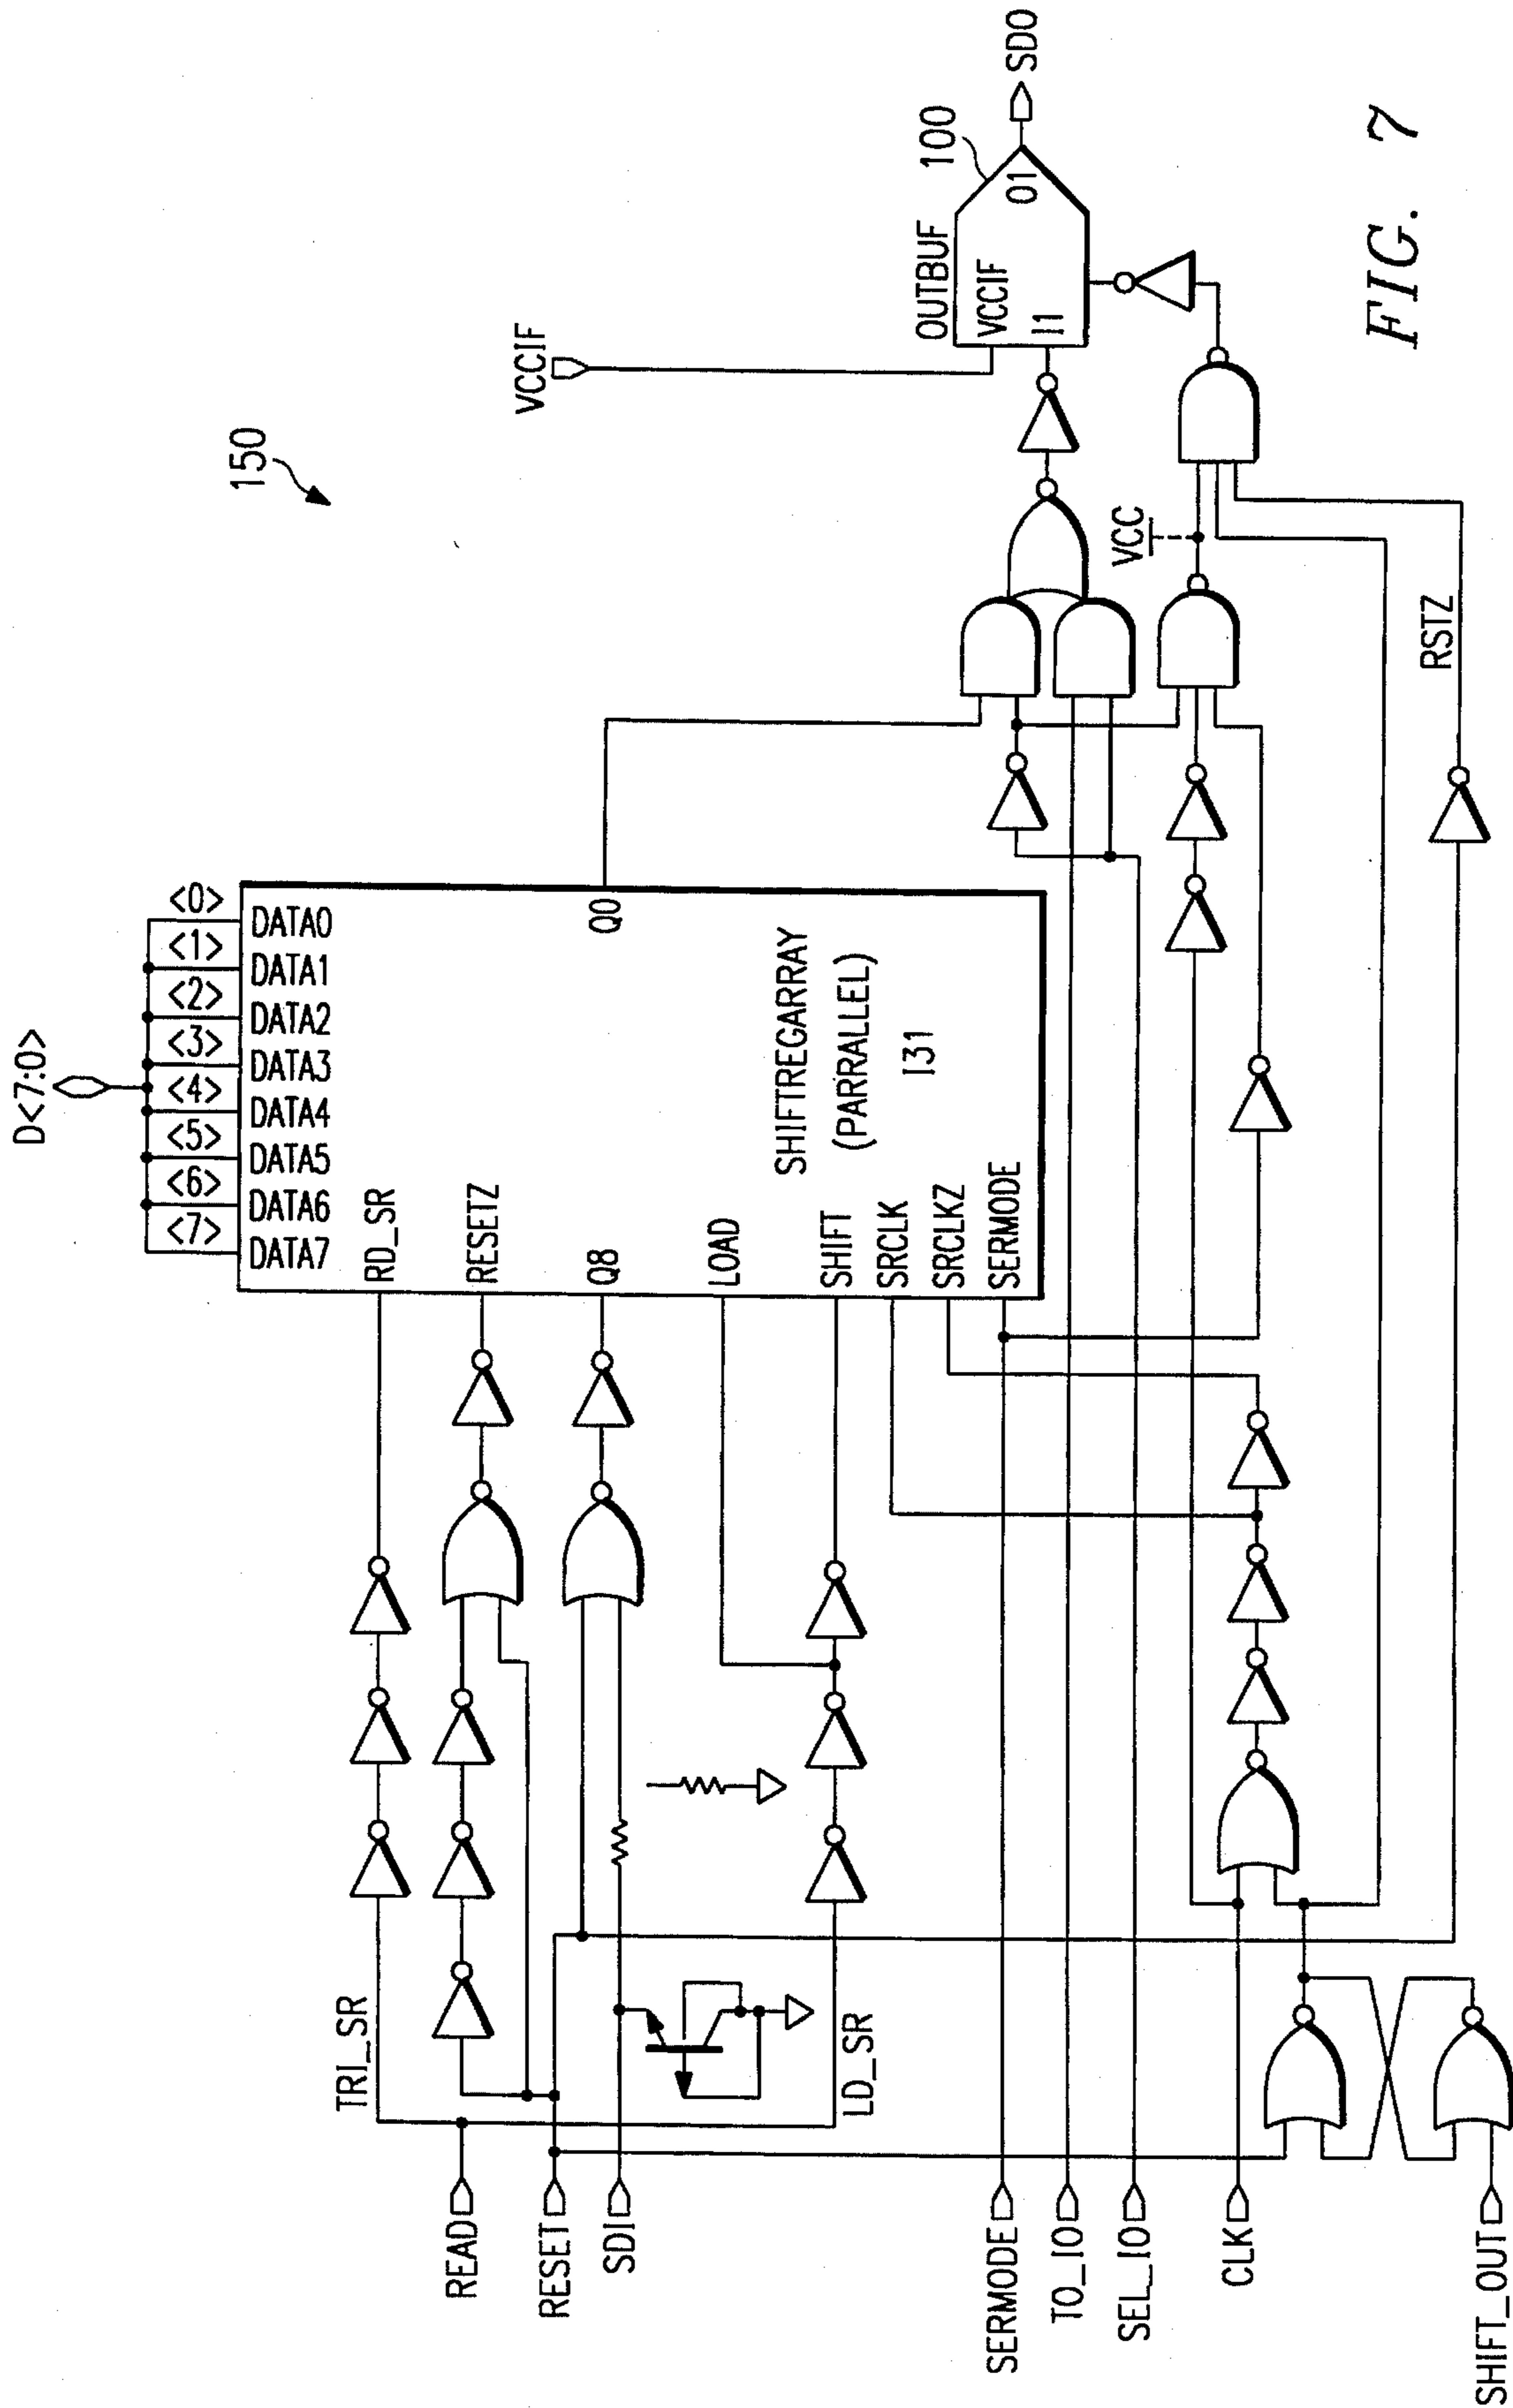 D<7:0>
<7>
<6>
<5>
<4>
<3>
<2>
<1>
<0>
DATA7
DATA6
DATA5
DATA4
DATA3
DATA2
DATA1
DATA0
150
TRI_SR
RD_SR
READ
RESETZ
RESET
Q8
Q0
SDI
VCCIF
LOAD
SHIFTREGARRAY
(PARRALLEL)
I31
LD_SR
SHIFT
SRCLK
SRCLKZ
SERMODE
OUTBUF
100
VCCIF
I1
O1
SDO
SERMODE
TO_IO
SEL_IO
VCC
CLK
RSTZ
SHIFT_OUT
FIG. 7